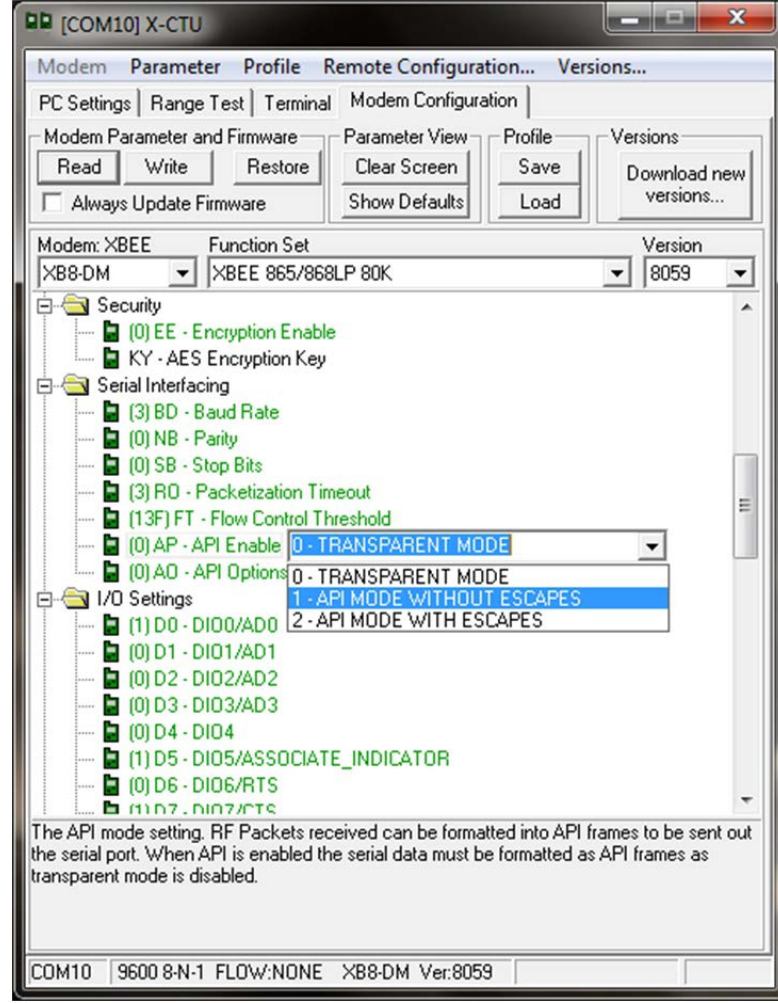 [COM10] X-CTU
Modem Parameter Profile Remote Configuration... Versions...
PC Settings Range Test Terminal Modem Configuration
Modem Parameter and Firmware Parameter View Profile Versions
Read Write Restore Clear Screen Save Download new versions...
Always Update Firmware Show Defaults Load
Modem: XBEE Function Set Version
XB8-DM XBEE 865/868LP 80K 8059
Security
(0) EE - Encryption Enable
KY - AES Encryption Key
Serial Interfacing
(3) BD - Baud Rate
(0) NB - Parity
(0) SB - Stop Bits
(3) RO - Packetization Timeout
(13F) FT - Flow Control Threshold
(0) AP - API Enable 0 - TRANSPARENT MODE
(0) AO - API Options 0 - TRANSPARENT MODE
I/O Settings 1 - API MODE WITHOUT ESCAPES
(1) D0 - DIO0/AD0 2 - API MODE WITH ESCAPES
(0) D1 - DIO1/AD1
(0) D2 - DIO2/AD2
(0) D3 - DIO3/AD3
(0) D4 - DIO4
(1) D5 - DIO5/ASSOCIATE_INDICATOR
(0) D6 - DIO6/RTS
(1) D7 - DIO7/CTS
The API mode setting. RF Packets received can be formatted into API frames to be sent out
the serial port. When API is enabled the serial data must be formatted as API frames as
transparent mode is disabled.
COM10 9600 8-N-1 FLOW:NONE XB8-DM Ver:8059